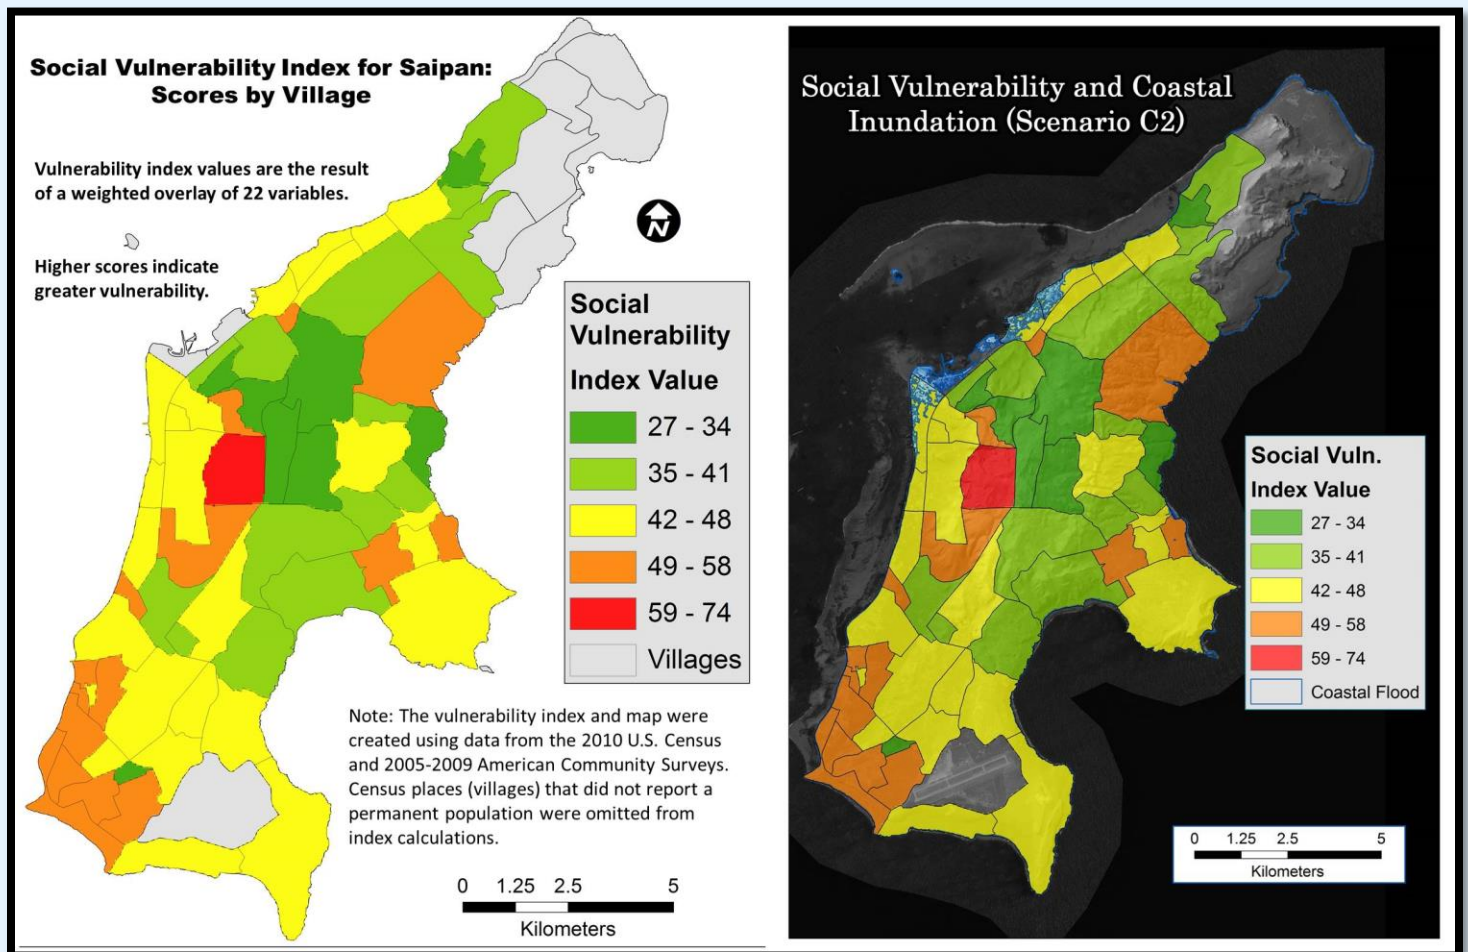 Social Vulnerability Index for Saipan:
Scores by Village
Vulnerability index values are the result
of a weighted overlay of 22 variables.
Higher scores indicate
greater vulnerability.
N
Social
Vulnerability
Index Value
27 - 34
35 - 41
42 - 48
49 - 58
59 - 74
Villages
Note: The vulnerability index and map were
created using data from the 2010 U.S. Census
and 2005-2009 American Community Surveys.
Census places (villages) that did not report a
permanent population were omitted from
index calculations.
0 1.25 2.5 5
Kilometers
Social Vulnerability and Coastal
Inundation (Scenario C2)
Social Vuln.
Index Value
27 - 34
35 - 41
42 - 48
49 - 58
59 - 74
Coastal Flood
0 1.25 2.5 5
Kilometers